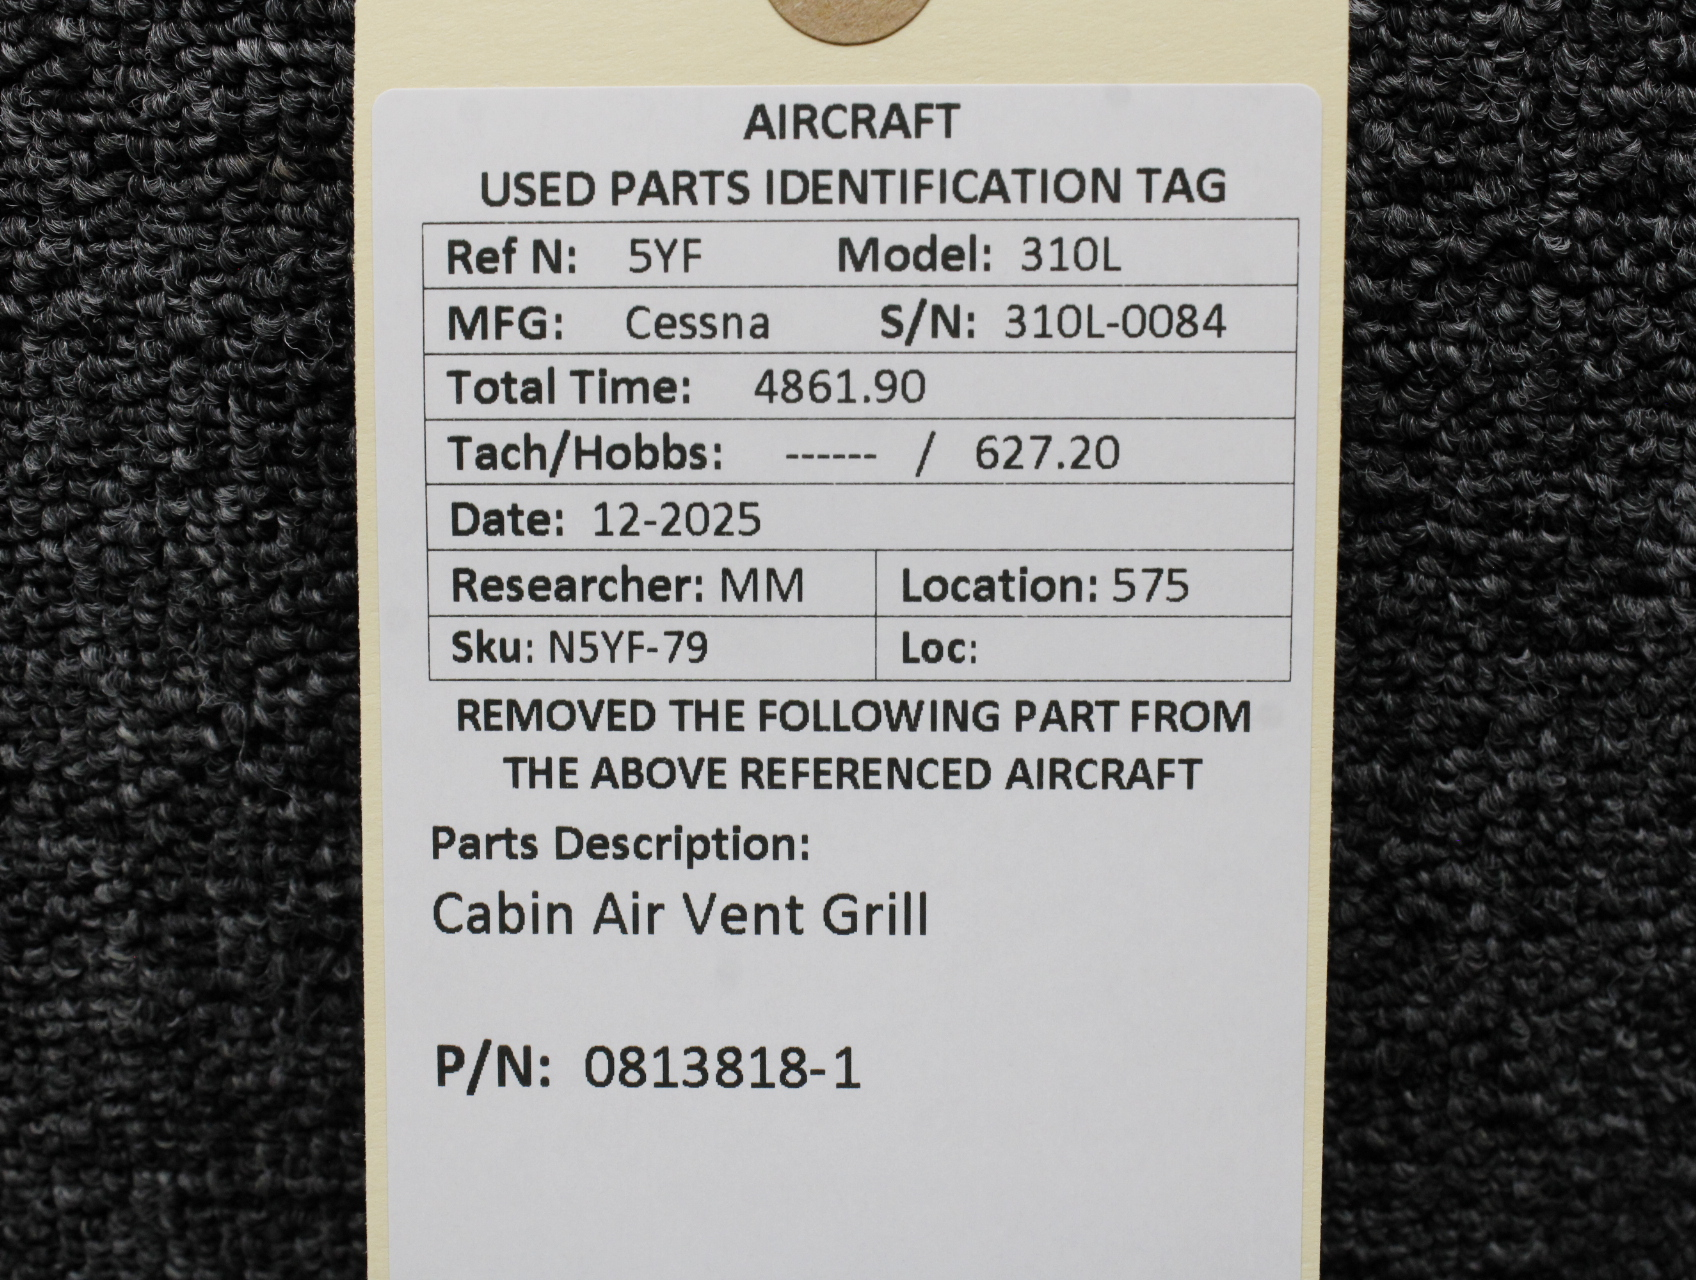 AIRCRAFT
USED PARTS IDENTIFICATION TAG
Ref N: 5YF Model: 310L
MFG: Cessna S/N: 310L-0084
Total Time: 4861.90
Tach/Hobbs: ------ / 627.20
Date: 12-2025
Researcher: MM Location: 575
Sku: N5YF-79 Loc:
REMOVED THE FOLLOWING PART FROM
THE ABOVE REFERENCED AIRCRAFT
Parts Description:
Cabin Air Vent Grill
P/N: 0813818-1